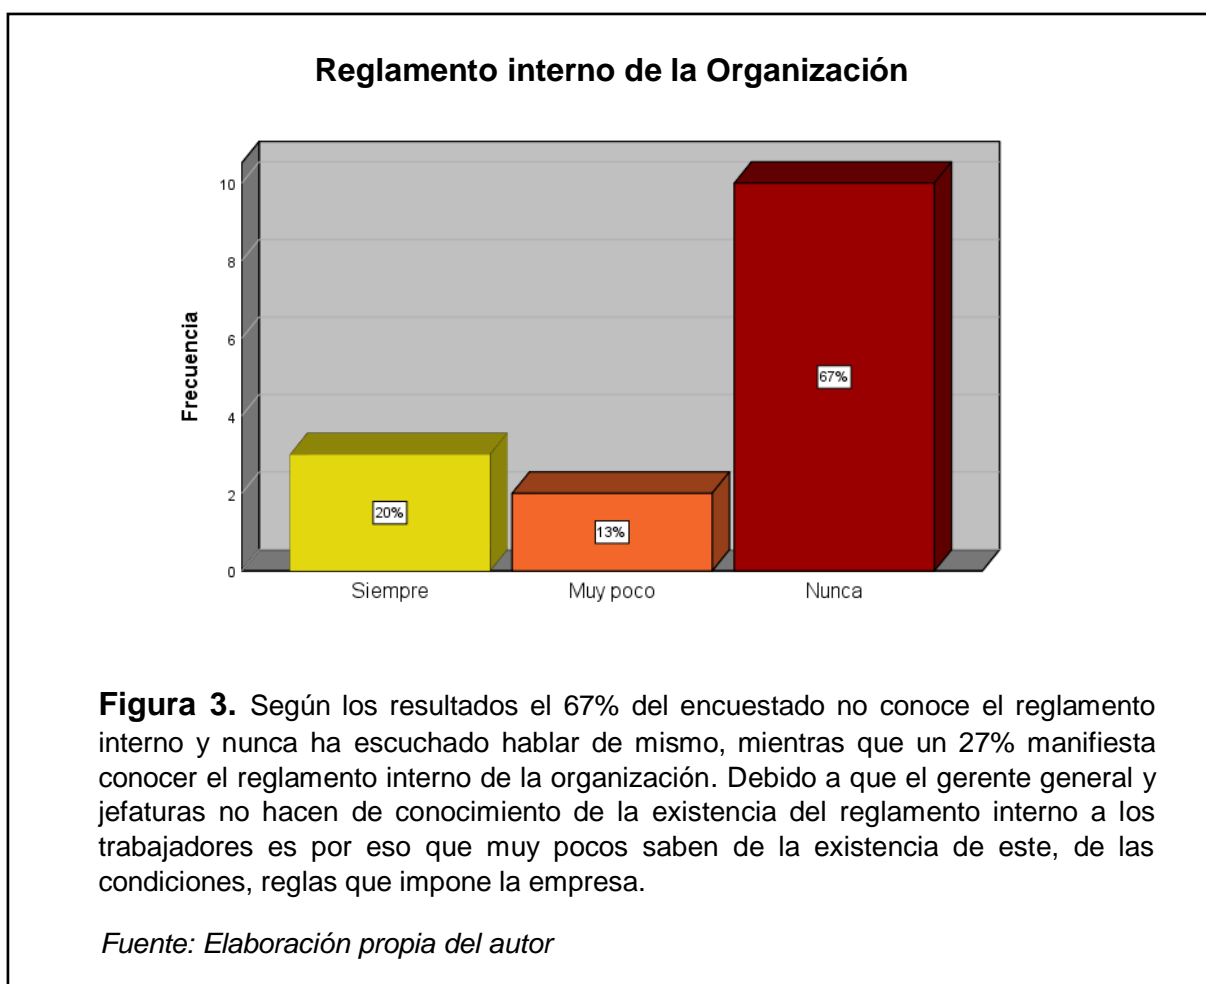 Reglamento interno de la Organización
10
8
6
4
2
0
Frecuencia
20%
13%
67%
Siempre
Muy poco
Nunca
Figura 3. Según los resultados el 67% del encuestado no conoce el reglamento
interno y nunca ha escuchado hablar de mismo, mientras que un 27% manifiesta
conocer el reglamento interno de la organización. Debido a que el gerente general y
jefaturas no hacen de conocimiento de la existencia del reglamento interno a los
trabajadores es por eso que muy pocos saben de la existencia de este, de las
condiciones, reglas que impone la empresa.
Fuente: Elaboración propia del autor